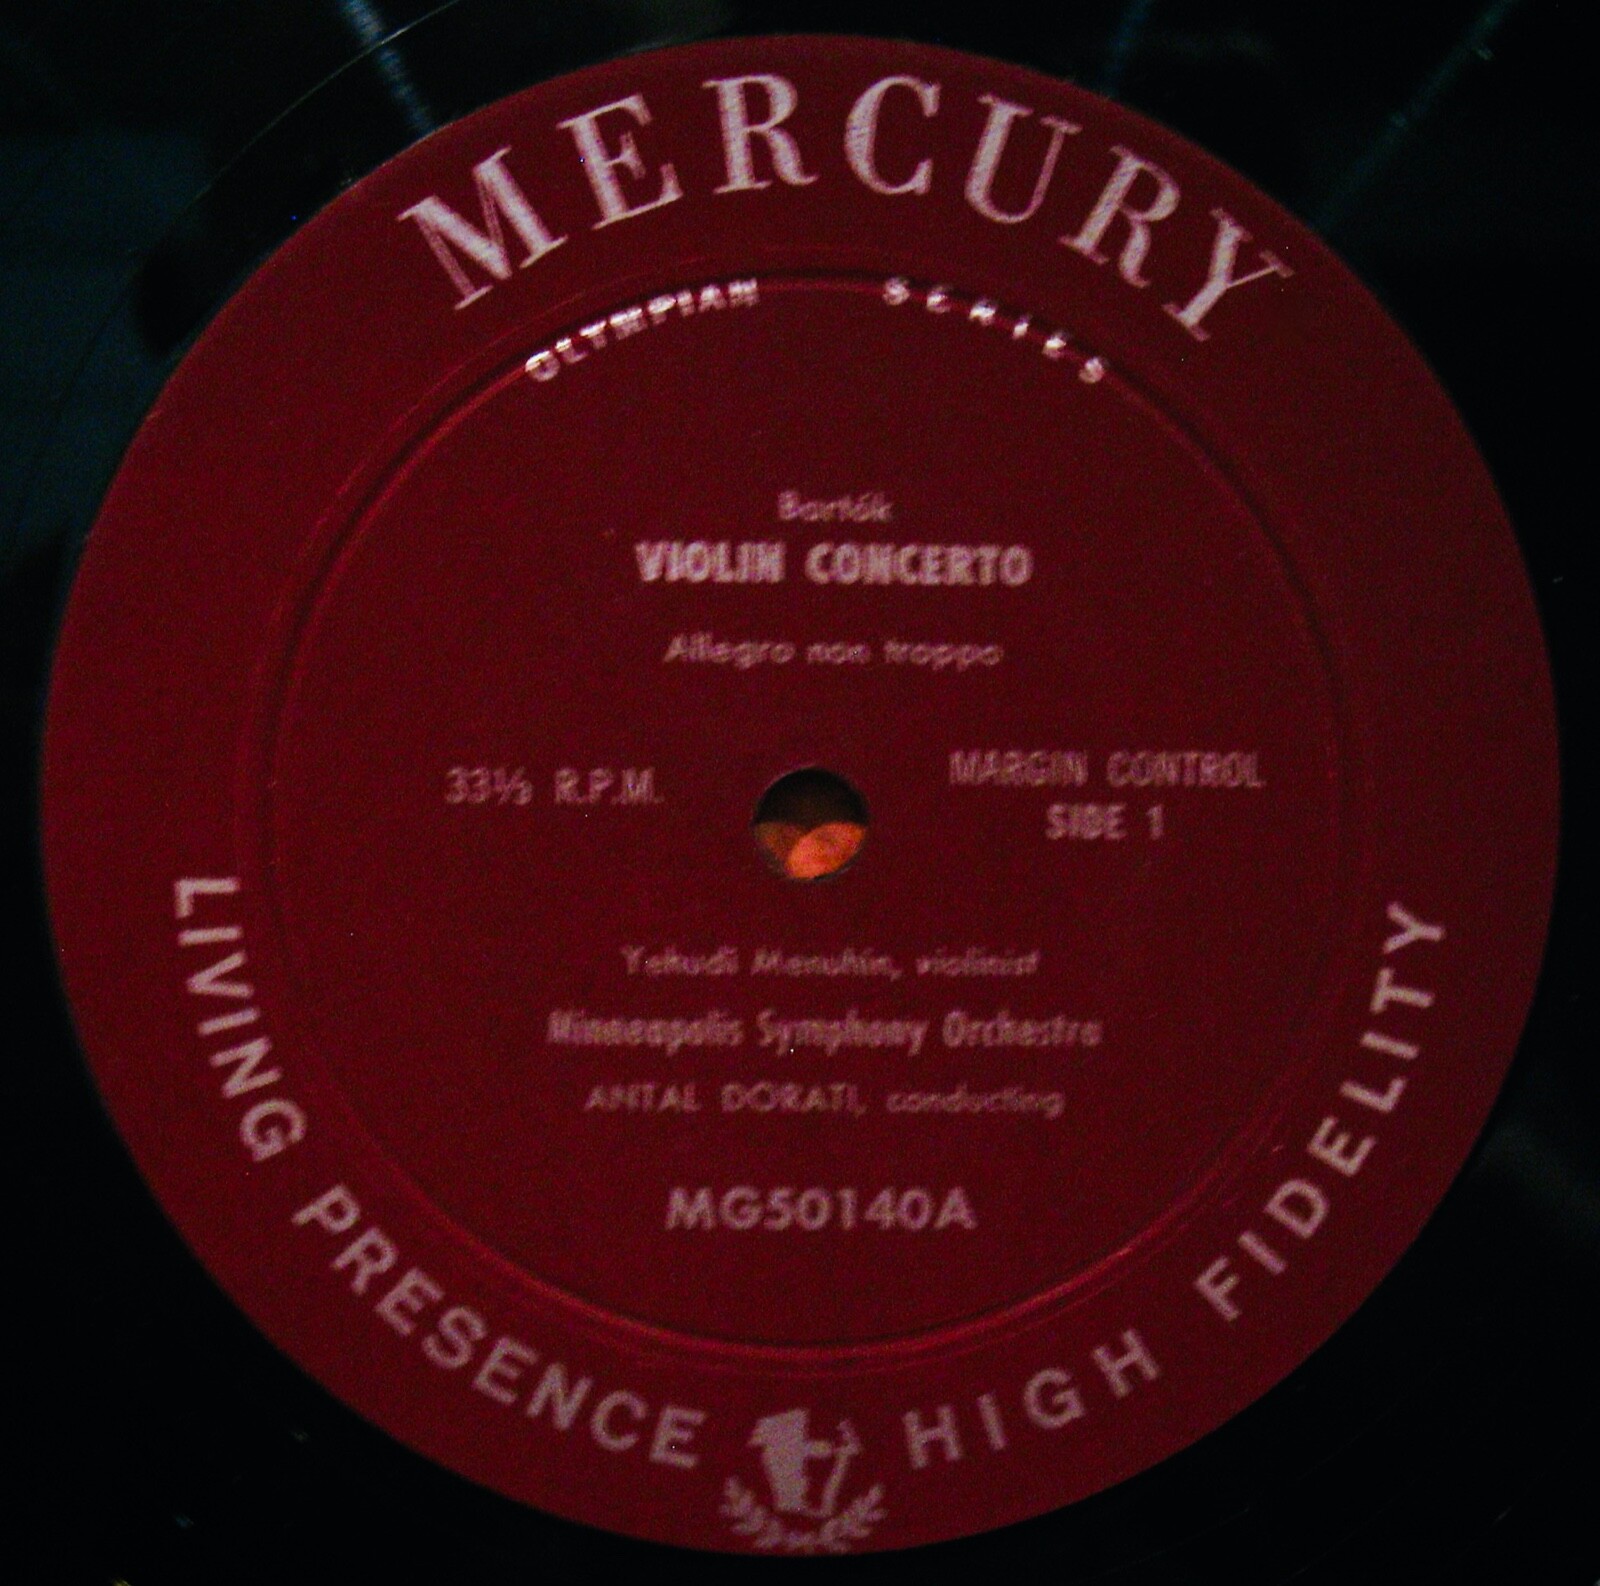 MERCURY
OLYMPIAN SERIES
Bartók
VIOLIN CONCERTO
Allegro non troppo
33⅓ R.P.M.
MARGIN CONTROL
SIDE 1
Yehudi Menuhin, violinist
Minneapolis Symphony Orchestra
ANTAL DORATI, conducting
MG50140A
LIVING PRESENCE HIGH FIDELITY